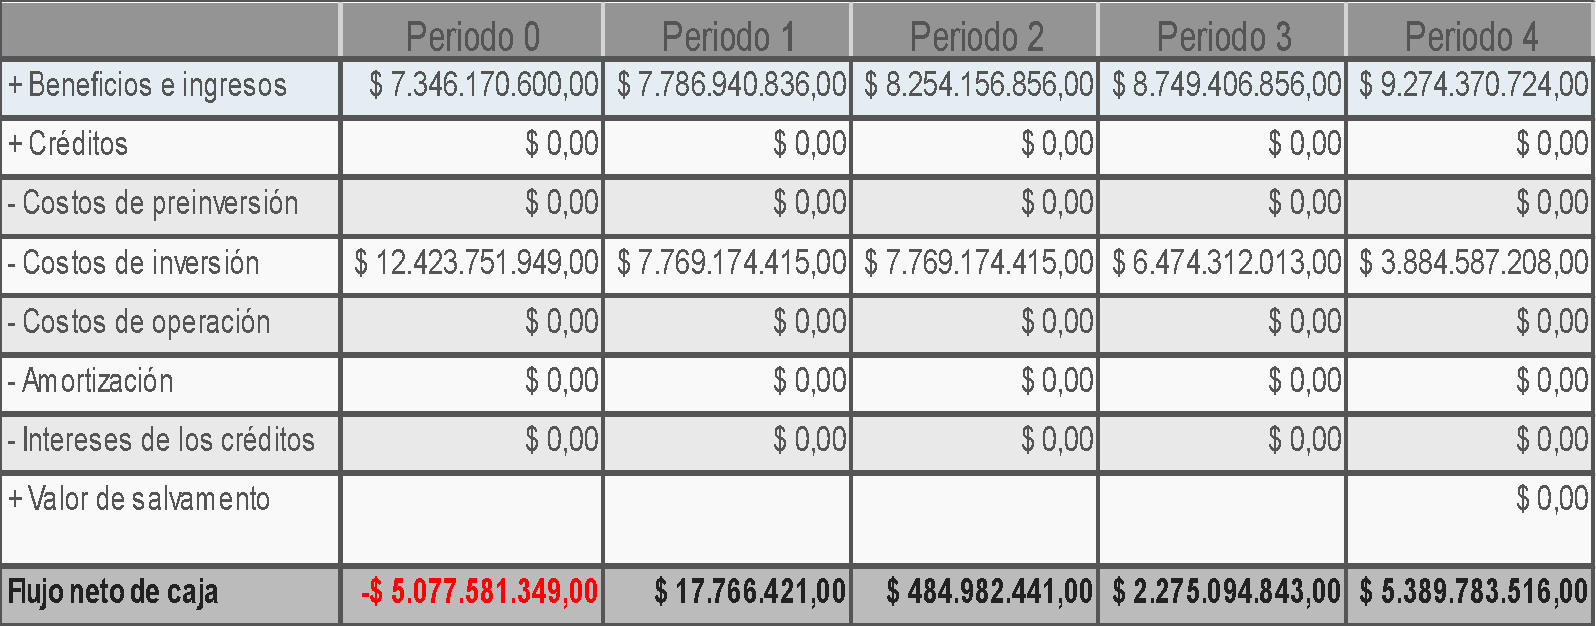 Periodo 0 Periodo 1 Periodo 2 Periodo 3 Periodo 4
+ Beneficios e ingresos $ 7.346.170.600,00 $ 7.786.940.836,00 $ 8.254.156.856,00 $ 8.749.406.856,00 $ 9.274.370.724,00
+ Créditos $ 0,00 $ 0,00 $ 0,00 $ 0,00 $ 0,00
- Costos de preinversión $ 0,00 $ 0,00 $ 0,00 $ 0,00 $ 0,00
- Costos de inversión $ 12.423.751.949,00 $ 7.769.174.415,00 $ 7.769.174.415,00 $ 6.474.312.013,00 $ 3.884.587.208,00
- Costos de operación $ 0,00 $ 0,00 $ 0,00 $ 0,00 $ 0,00
- Amortización $ 0,00 $ 0,00 $ 0,00 $ 0,00 $ 0,00
- Intereses de los créditos $ 0,00 $ 0,00 $ 0,00 $ 0,00 $ 0,00
+ Valor de salvamento $ 0,00
Flujo neto de caja -$ 5.077.581.349,00 $ 17.766.421,00 $ 484.982.441,00 $ 2.275.094.843,00 $ 5.389.783.516,00